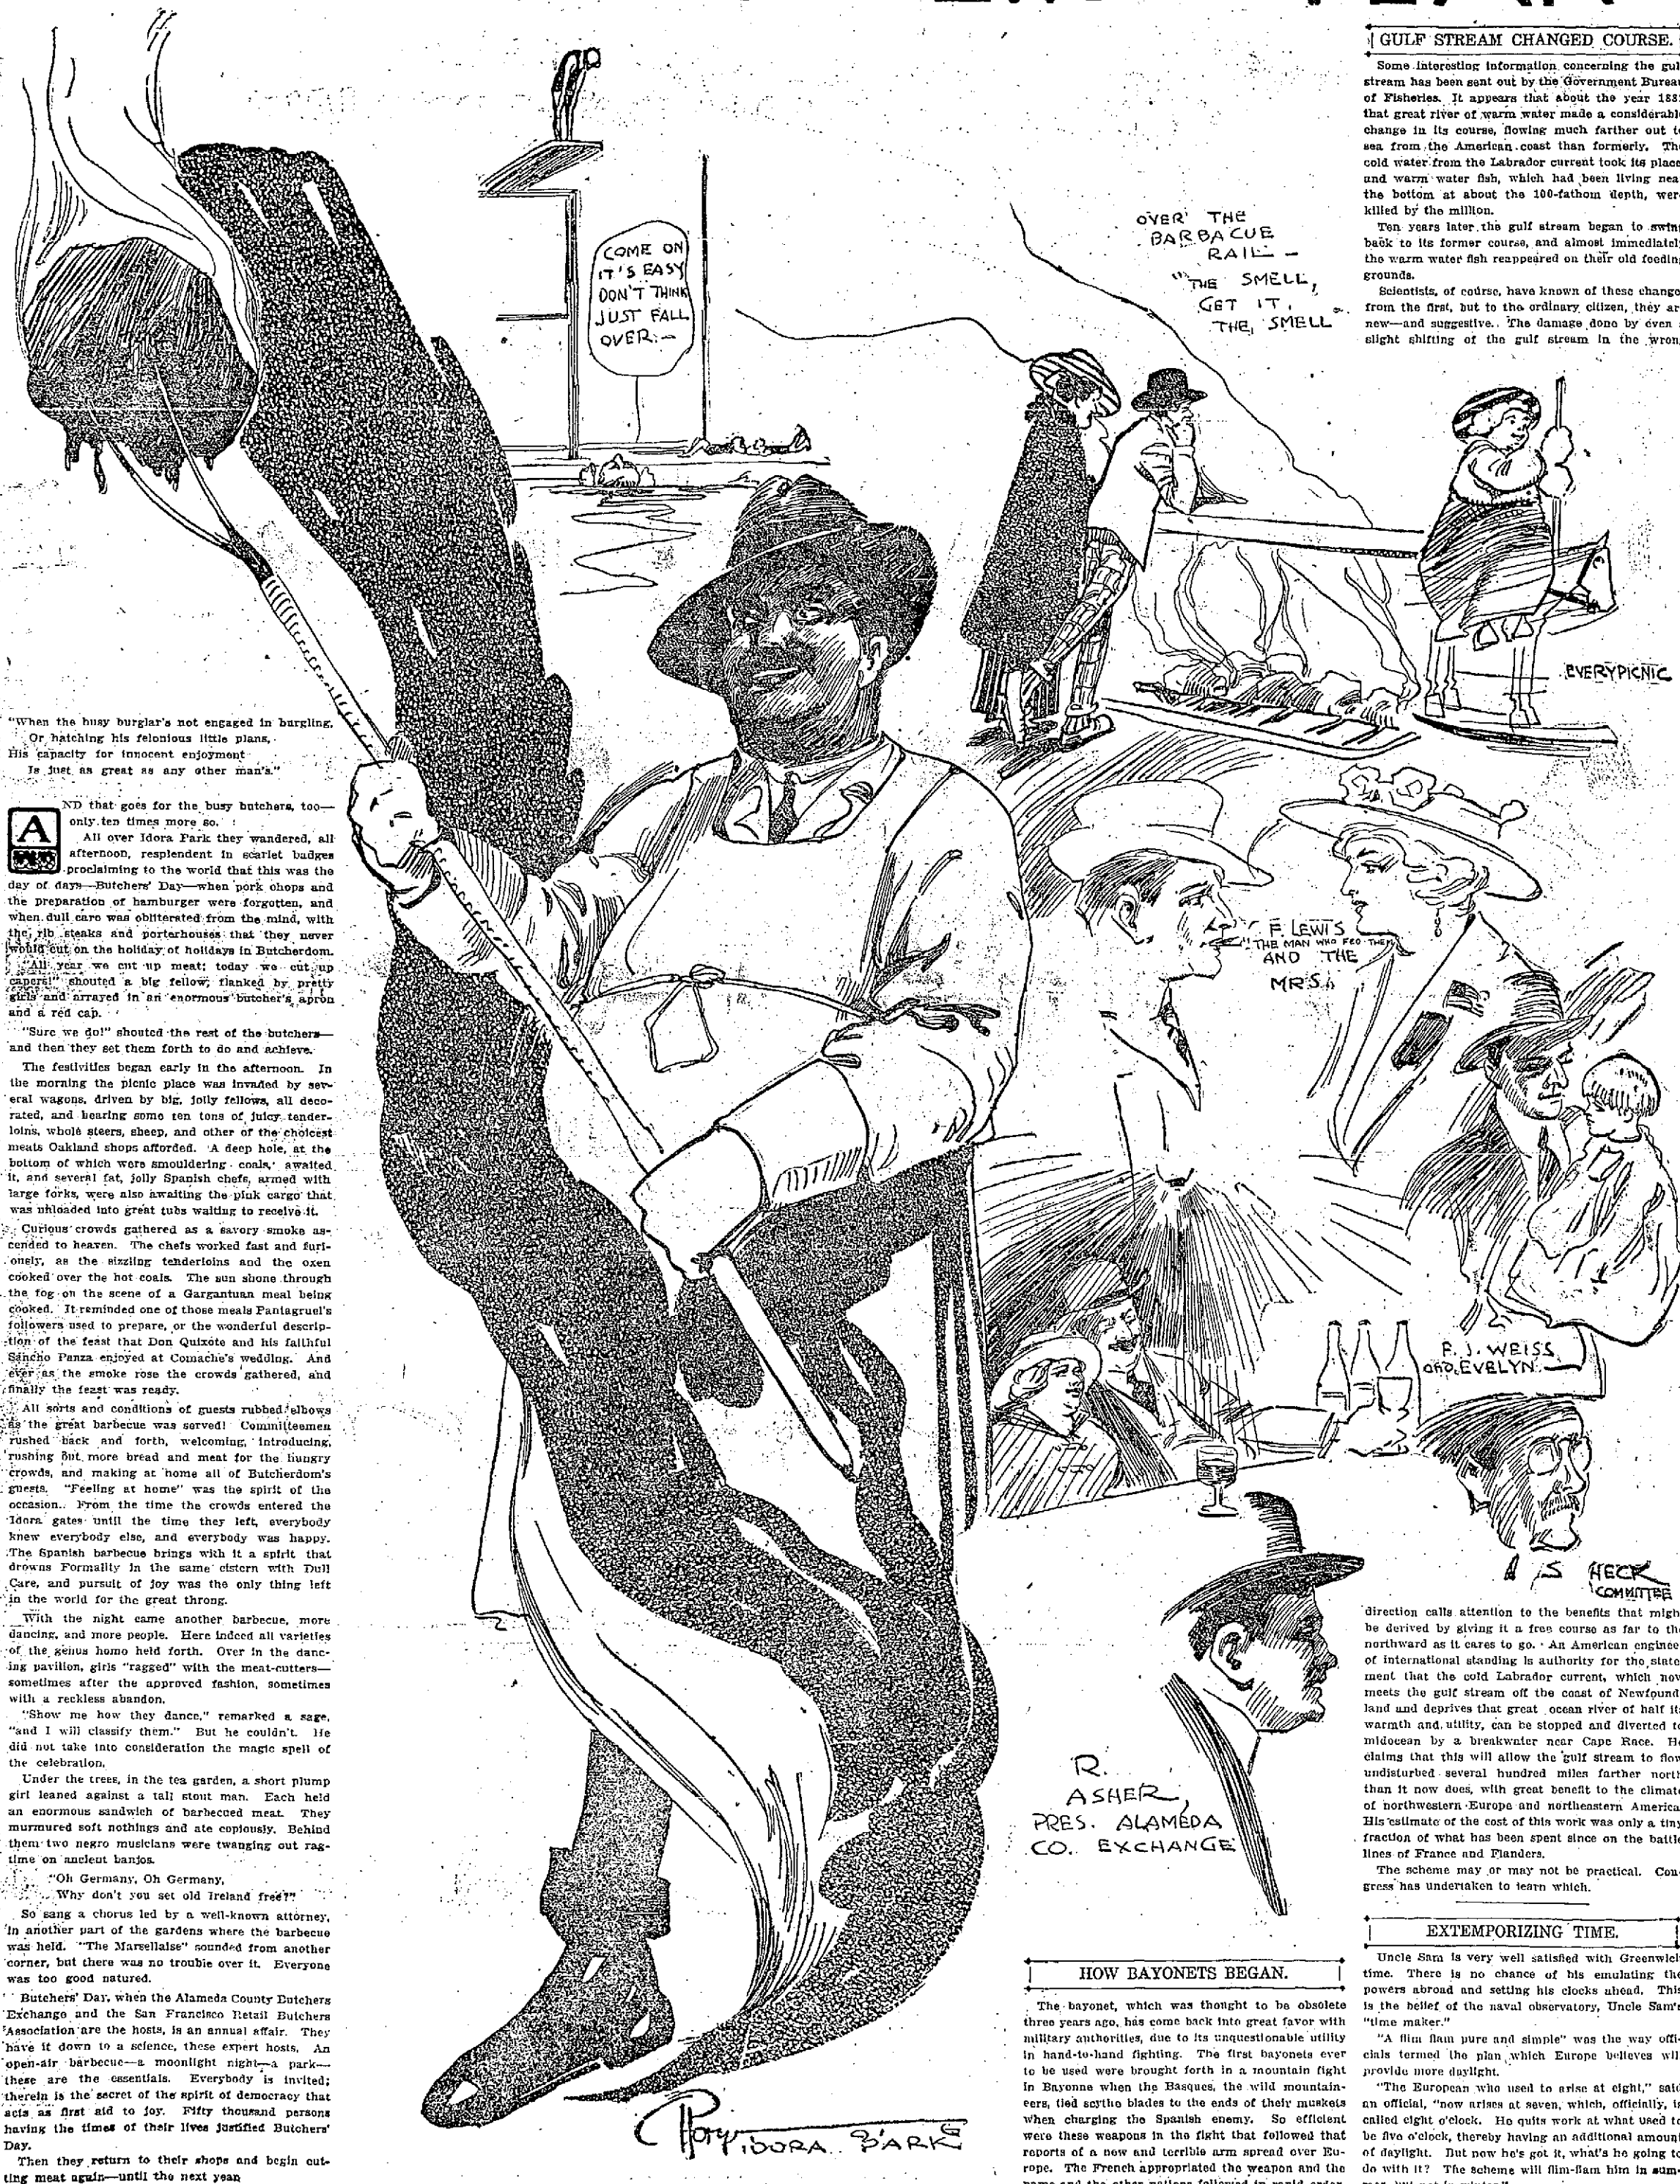 COME ON
IT'S EASY
DON'T THINK
JUST FALL
OVER.—
OVER THE
BARBACUE
RAIL —
"THE SMELL,
GET IT,
THE SMELL
EVERYPICNIC
F. LEWIS
"THE MAN WHO FED THEM"
AND THE
MRS.
F. J. WEISS
AND EVELYN
HECK
COMMITTEE
R.
ASHER,
PRES. ALAMEDA
CO. EXCHANGE
IDORA PARK
"When the busy burglar's not engaged in burgling,
Or hatching his felonious little plans,
His capacity for innocent enjoyment
Is just as great as any other man's."
AND that goes for the busy butchers, too—
only ten times more so.
All over Idora Park they wandered, all
afternoon, resplendent in scarlet badges
proclaiming to the world that this was the
day of days—Butchers' Day—when pork chops and
the preparation of hamburger were forgotten, and
when dull care was obliterated from the mind, with
the rib steaks and porterhouses that they never
would cut on the holiday of holidays in Butcherdom.
"All year we cut up meat; today we cut up
capers!" shouted a big fellow, flanked by pretty
girls and arrayed in an enormous butcher's apron
and a red cap.
"Sure we do!" shouted the rest of the butchers—
and then they set them forth to do and achieve.
The festivities began early in the afternoon. In
the morning the picnic place was invaded by sev-
eral wagons, driven by big, jolly fellows, all deco-
rated, and bearing some ten tons of juicy tender-
loins, whole steers, sheep, and other of the choicest
meats Oakland shops afforded. A deep hole, at the
bottom of which were smouldering coals, awaited
it, and several fat, jolly Spanish chefs, armed with
large forks, were also awaiting the pink cargo that
was unloaded into great tubs waiting to receive it.
Curious crowds gathered as a savory smoke as-
cended to heaven. The chefs worked fast and furi-
ously, as the sizzling tenderloins and the oxen
cooked over the hot coals. The sun shone through
the fog on the scene of a Gargantuan meal being
cooked. It reminded one of those meals Pantagruel's
followers used to prepare, or the wonderful descrip-
tion of the feast that Don Quixote and his faithful
Sancho Panza enjoyed at Comache's wedding. And
ever as the smoke rose the crowds gathered, and
finally the feast was ready.
All sorts and conditions of guests rubbed elbows
as the great barbecue was served! Committeemen
rushed back and forth, welcoming, introducing,
rushing out more bread and meat for the hungry
crowds, and making at home all of Butcherdom's
guests. "Feeling at home" was the spirit of the
occasion. From the time the crowds entered the
Idora gates until the time they left, everybody
knew everybody else, and everybody was happy.
The Spanish barbecue brings with it a spirit that
drowns Formality in the same cistern with Dull
Care, and pursuit of joy was the only thing left
in the world for the great throng.
With the night came another barbecue, more
dancing, and more people. Here indeed all varieties
of the genus homo held forth. Over in the danc-
ing pavilion, girls "ragged" with the meat-cutters—
sometimes after the approved fashion, sometimes
with a reckless abandon.
"Show me how they dance," remarked a sage,
"and I will classify them." But he couldn't. He
did not take into consideration the magic spell of
the celebration.
Under the trees, in the tea garden, a short plump
girl leaned against a tall stout man. Each held
an enormous sandwich of barbecued meat. They
murmured soft nothings and ate copiously. Behind
them two negro musicians were twanging out rag-
time on ancient banjos.
"Oh Germany, Oh Germany,
Why don't you set old Ireland free?"
So sang a chorus led by a well-known attorney,
in another part of the gardens where the barbecue
was held. "The Marsellaise" sounded from another
corner, but there was no trouble over it. Everyone
was too good natured.
Butchers' Day, when the Alameda County Butchers
Exchange and the San Francisco Retail Butchers
Association are the hosts, is an annual affair. They
have it down to a science, these expert hosts. An
open-air barbecue—a moonlight night—a park—
these are the essentials. Everybody is invited;
therein is the secret of the spirit of democracy that
acts as first aid to joy. Fifty thousand persons
having the times of their lives justified Butchers'
Day.
Then they return to their shops and begin cut-
ting meat again—until the next year
HOW BAYONETS BEGAN.
The bayonet, which was thought to be obsolete
three years ago, has come back into great favor with
military authorities, due to its unquestionable utility
in hand-to-hand fighting. The first bayonets ever
to be used were brought forth in a mountain fight
in Bayonne when the Basques, the wild mountain-
eers, tied scythe blades to the ends of their muskets
when charging the Spanish enemy. So efficient
were these weapons in the fight that followed that
reports of a new and terrible arm spread over Eu-
rope. The French appropriated the weapon and the
GULF STREAM CHANGED COURSE.
Some interesting information concerning the gul
stream has been sent out by the Government Bureau
of Fisheries. It appears that about the year 188
that great river of warm water made a considerabl
change in its course, flowing much farther out t
sea from the American coast than formerly. Th
cold water from the Labrador current took its place
and warm water fish, which had been living nea
the bottom at about the 100-fathom depth, wer
killed by the million.
Ten years later the gulf stream began to swin
back to its former course, and almost immediatel
the warm water fish reappeared on their old feedin
grounds.
Scientists, of course, have known of these change
from the first, but to the ordinary citizen, they ar
new—and suggestive. The damage done by even
slight shifting of the gulf stream in the wron
direction calls attention to the benefits that migh
be derived by giving it a free course as far to th
northward as it cares to go. An American enginee
of international standing is authority for the state
ment that the cold Labrador current, which now
meets the gulf stream off the coast of Newfound
land and deprives that great ocean river of half it
warmth and utility, can be stopped and diverted t
midocean by a breakwater near Cape Race. H
claims that this will allow the gulf stream to flow
undisturbed several hundred miles farther north
than it now does, with great benefit to the climat
of northwestern Europe and northeastern America
His estimate of the cost of this work was only a tiny
fraction of what has been spent since on the battl
lines of France and Flanders.
The scheme may or may not be practical. Con
gress has undertaken to learn which.
EXTEMPORIZING TIME.
Uncle Sam is very well satisfied with Greenwich
time. There is no chance of his emulating the
powers abroad and setting his clocks ahead. This
is the belief of the naval observatory, Uncle Sam's
"time maker."
"A flim flam pure and simple" was the way offi
cials termed the plan which Europe believes wil
provide more daylight.
"The European who used to arise at eight," said
an official, "now arises at seven, which, officially, i
called eight o'clock. He quits work at what used to
be five o'clock, thereby having an additional amount
of daylight. But now he's got it, what's he going to
do with it? The scheme will flim-flam him in sum-